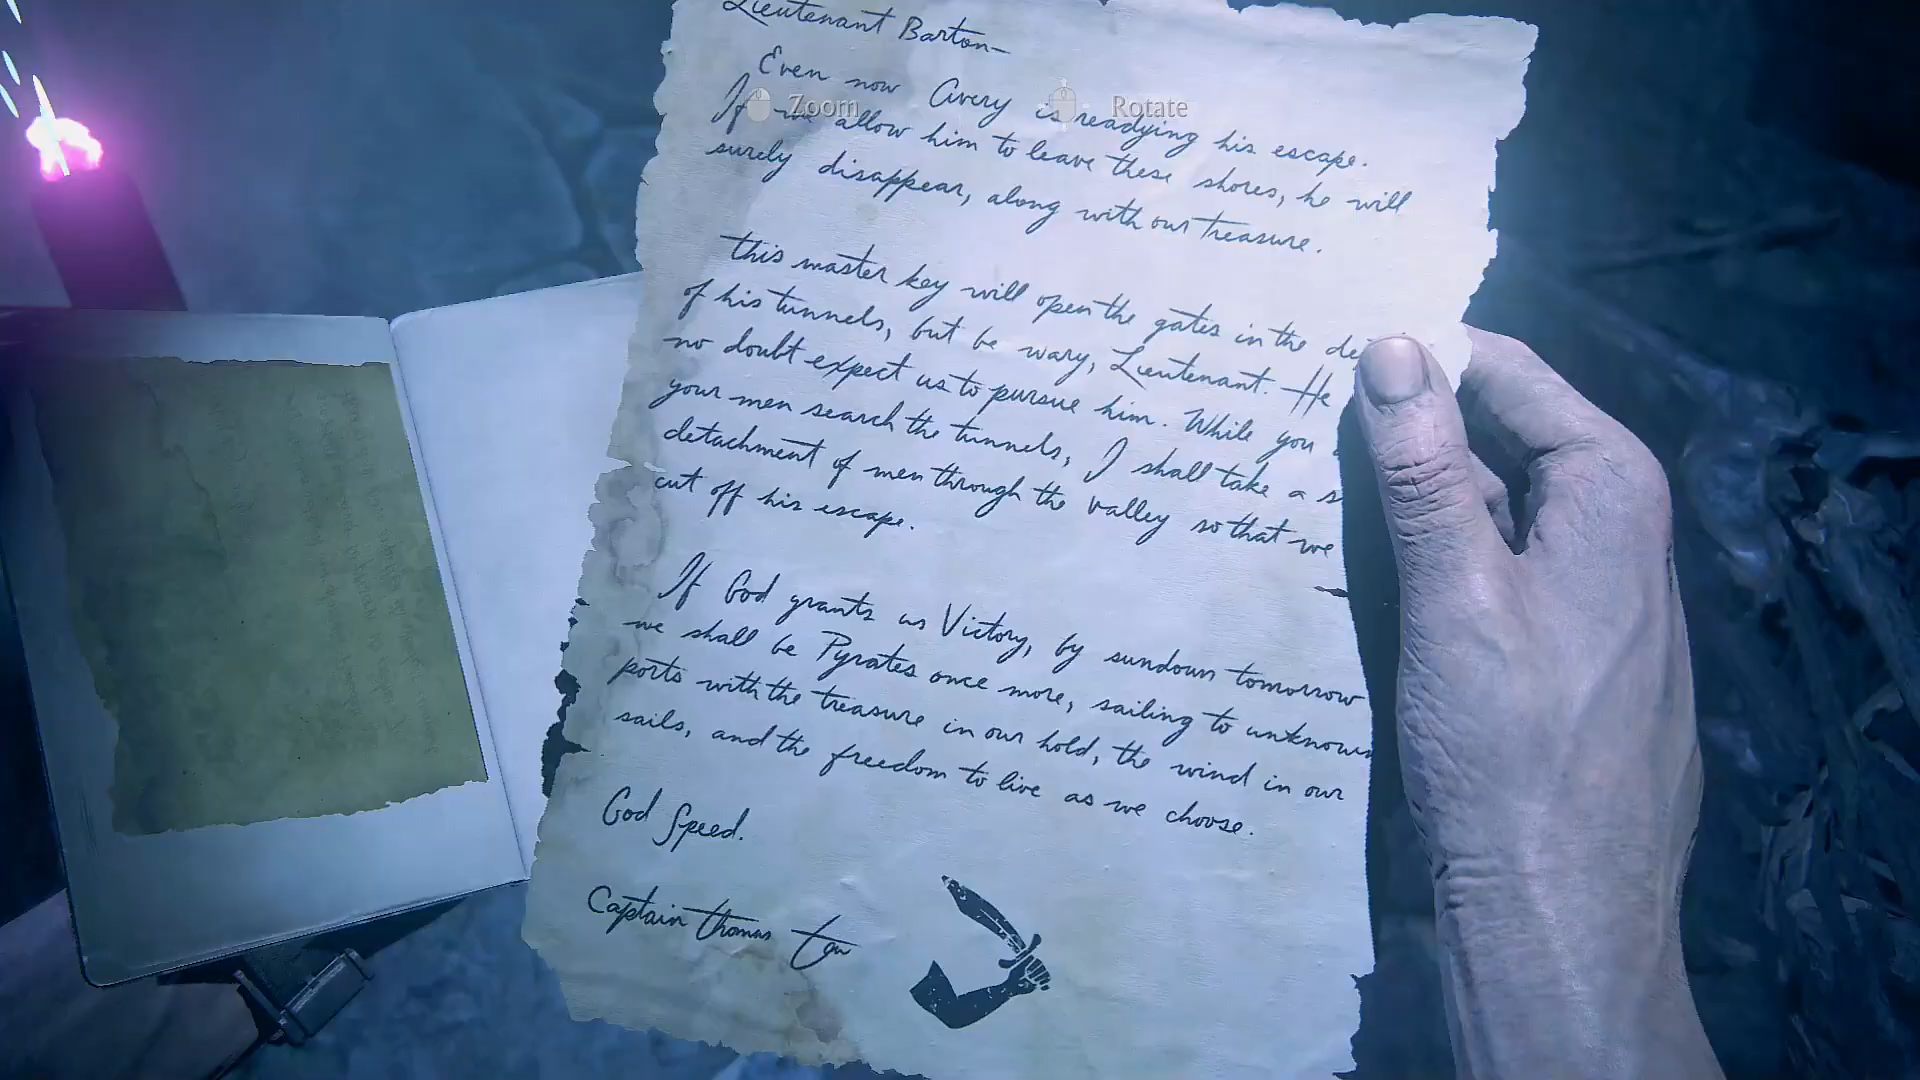 Lieutenant Barton-
Even now Avery is readying his escape.
If we allow him to leave these shores, he will
surely disappear, along with our treasure.
This master key will open the gates in the
of his tunnels, but be wary, Lieutenant. He
no doubt expect us to pursue him. While you
your men search the tunnels, I shall take a
detachment of men through the valley so that we
cut off his escape.
If God grants us Victory, by sundown tomorrow
we shall be Pyrates once more, sailing to unknown
ports with the treasure in our hold, the wind in our
sails, and the freedom to live as we choose.
God Speed.
Captain Thomas Tew
Zoom Rotate